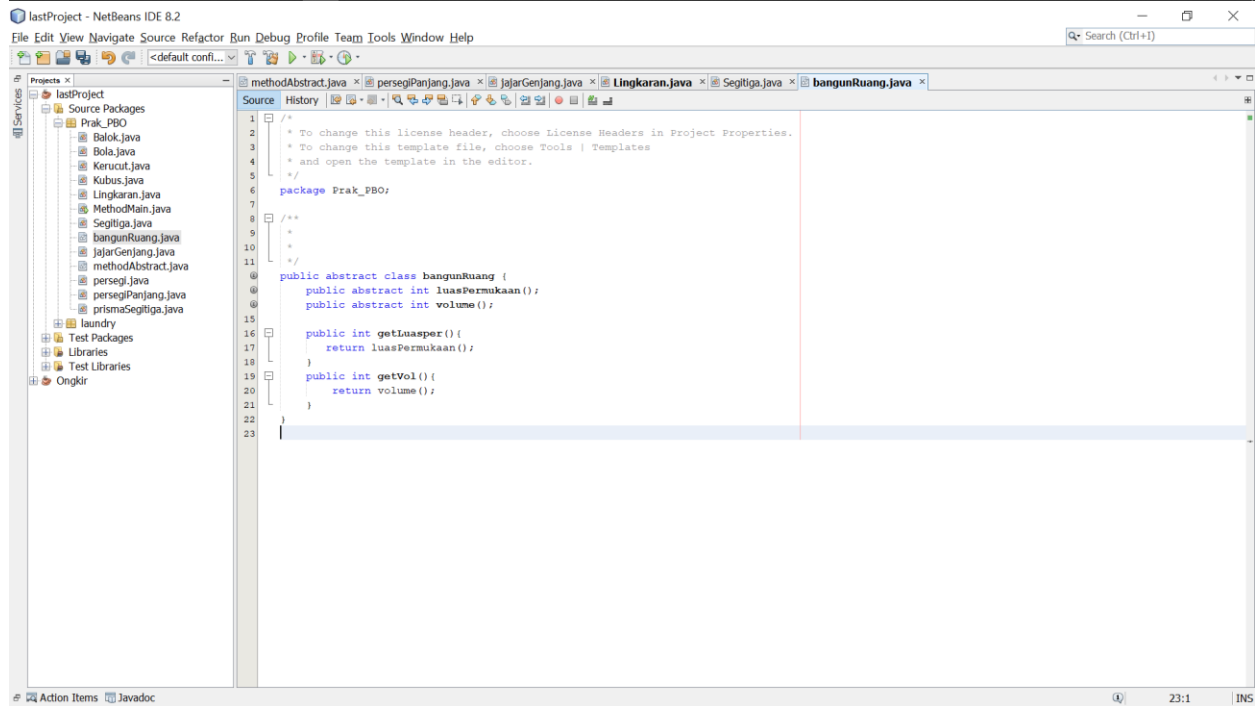 lastProject - NetBeans IDE 8.2
File Edit View Navigate Source Refactor Run Debug Profile Team Tools Window Help
Search (Ctrl+I)
<default confi...
Projects
methodAbstract.java persegiPanjang.java jajarGenjang.java Lingkaran.java Segitiga.java bangunRuang.java
Services
Source History
lastProject
Source Packages
Prak_PBO
Balok.java
Bola.java
Kerucut.java
Kubus.java
Lingkaran.java
MethodMain.java
Segitiga.java
bangunRuang.java
jajarGenjang.java
methodAbstract.java
persegi.java
persegiPanjang.java
prismaSegitiga.java
laundry
Test Packages
Libraries
Test Libraries
Ongkir
1 /*
2 * To change this license header, choose License Headers in Project Properties.
3 * To change this template file, choose Tools | Templates
4 * and open the template in the editor.
5 */
6 package Prak_PBO;
7
8 /**
9 *
10 *
11 */
public abstract class bangunRuang {
public abstract int luasPermukaan();
public abstract int volume();
15
16 public int getLuasper(){
17 return luasPermukaan();
18 }
19 public int getVol(){
20 return volume();
21 }
22 }
23
Action Items Javadoc
23:1 INS